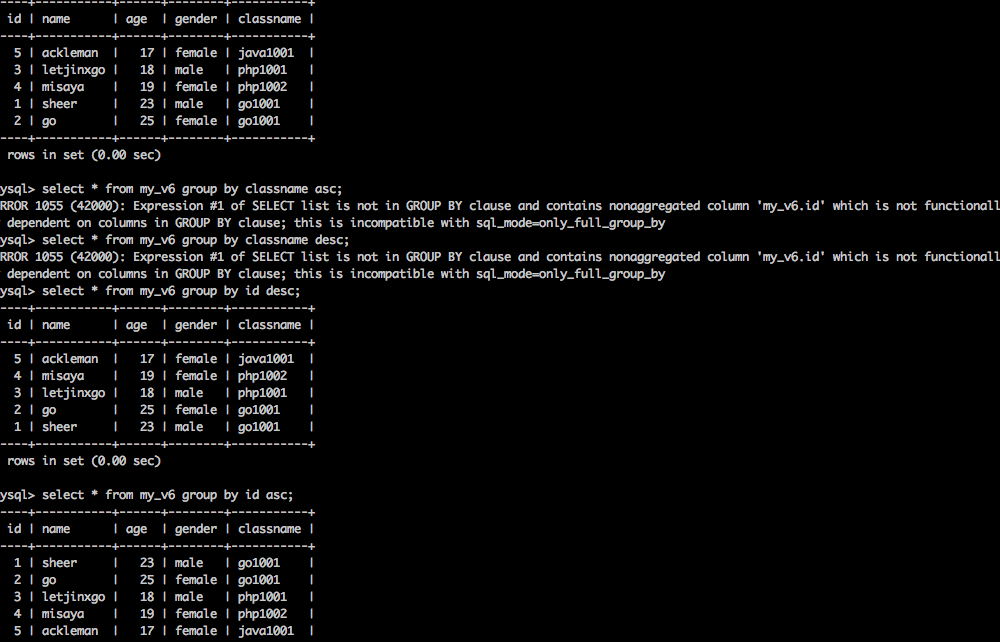 ----+-----------+------+--------+-----------+
 id | name      | age  | gender | classname |
----+-----------+------+--------+-----------+
  5 | ackleman  |   17 | female | java1001  |
  3 | letjinxgo |   18 | male   | php1001   |
  4 | misaya    |   19 | female | php1002   |
  1 | sheer     |   23 | male   | go1001    |
  2 | go        |   25 | female | go1001    |
----+-----------+------+--------+-----------+
 rows in set (0.00 sec)
ysql> select * from my_v6 group by classname asc;
RROR 1055 (42000): Expression #1 of SELECT list is not in GROUP BY clause and contains nonaggregated column 'my_v6.id' which is not functionall
 dependent on columns in GROUP BY clause; this is incompatible with sql_mode=only_full_group_by
ysql> select * from my_v6 group by classname desc;
RROR 1055 (42000): Expression #1 of SELECT list is not in GROUP BY clause and contains nonaggregated column 'my_v6.id' which is not functionall
 dependent on columns in GROUP BY clause; this is incompatible with sql_mode=only_full_group_by
ysql> select * from my_v6 group by id desc;
----+-----------+------+--------+-----------+
 id | name      | age  | gender | classname |
----+-----------+------+--------+-----------+
  5 | ackleman  |   17 | female | java1001  |
  4 | misaya    |   19 | female | php1002   |
  3 | letjinxgo |   18 | male   | php1001   |
  2 | go        |   25 | female | go1001    |
  1 | sheer     |   23 | male   | go1001    |
----+-----------+------+--------+-----------+
 rows in set (0.00 sec)
ysql> select * from my_v6 group by id asc;
----+-----------+------+--------+-----------+
 id | name      | age  | gender | classname |
----+-----------+------+--------+-----------+
  1 | sheer     |   23 | male   | go1001    |
  2 | go        |   25 | female | go1001    |
  3 | letjinxgo |   18 | male   | php1001   |
  4 | misaya    |   19 | female | php1002   |
  5 | ackleman  |   17 | female | java1001  |